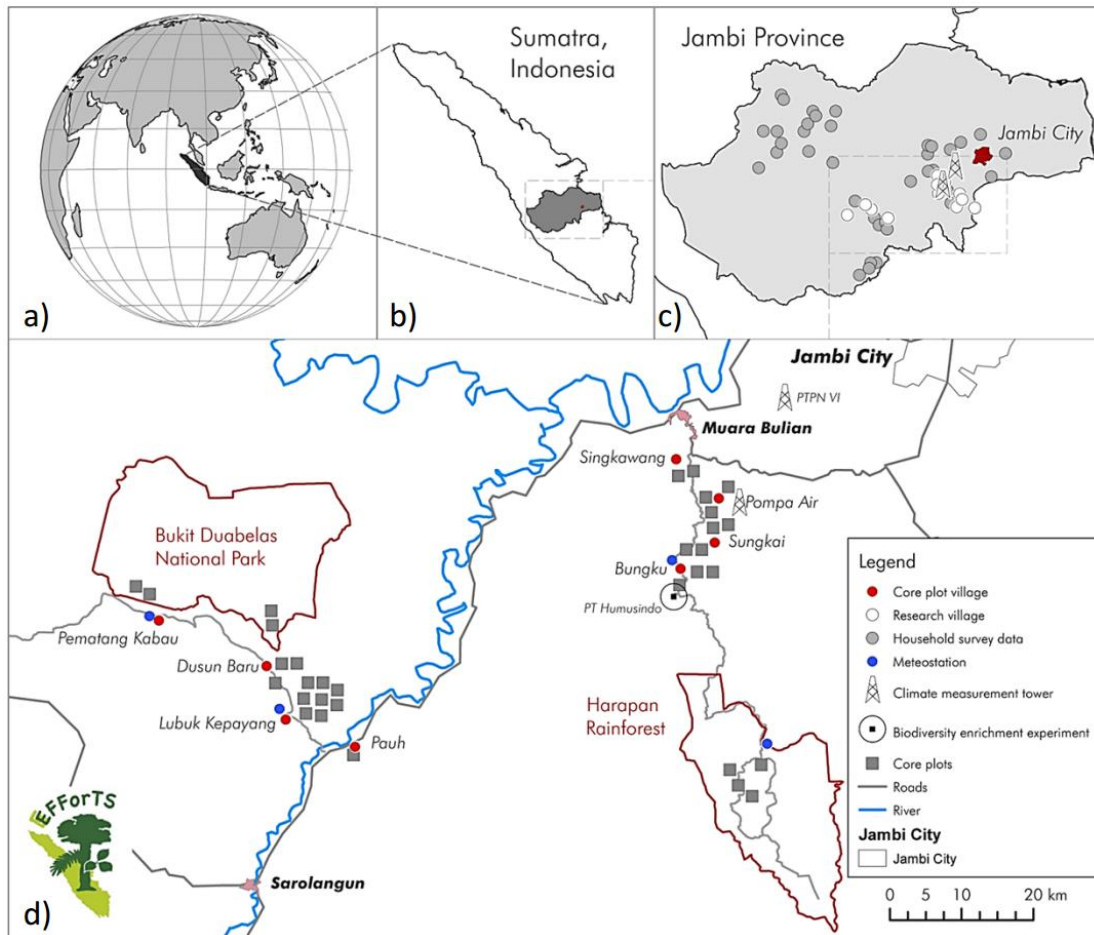 a)
Sumatra,
Indonesia
b)
Jambi Province
Jambi City
c)
Jambi City
PTPN VI
Muara Bulian
Singkawang
Pompa Air
Sungkai
Bungku
PT Humusindo
Bukit Duabelas
National Park
Pematang Kabau
Dusun Baru
Lubuk Kepayang
Pauh
Harapan
Rainforest
Sarolangun
EFForTS
d)
Legend
Core plot village
Research village
Household survey data
Meteostation
Climate measurement tower
Biodiversity enrichment experiment
Core plots
Roads
River
Jambi City
Jambi City
0 5 10 20 km